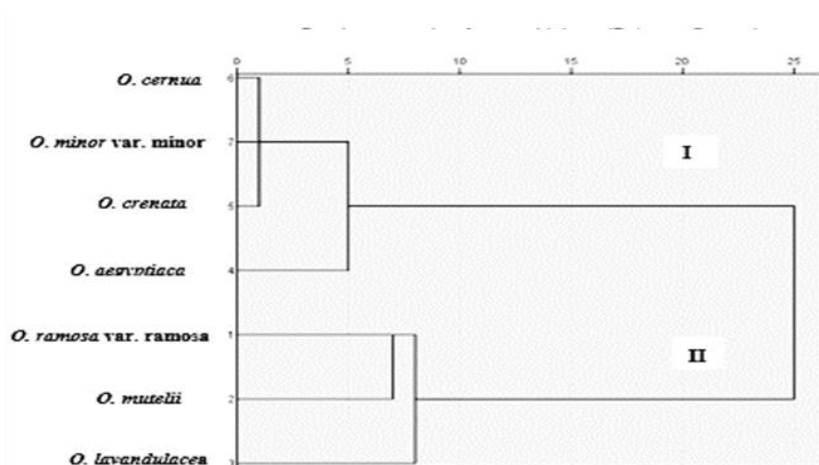 0 5 10 15 20 25
O. cernua 6
O. minor var. minor 7
I
O. crenata 5
O. aegyptiaca 4
O. ramosa var. ramosa 1
II
O. mutelii 2
O. lavandulacea 3